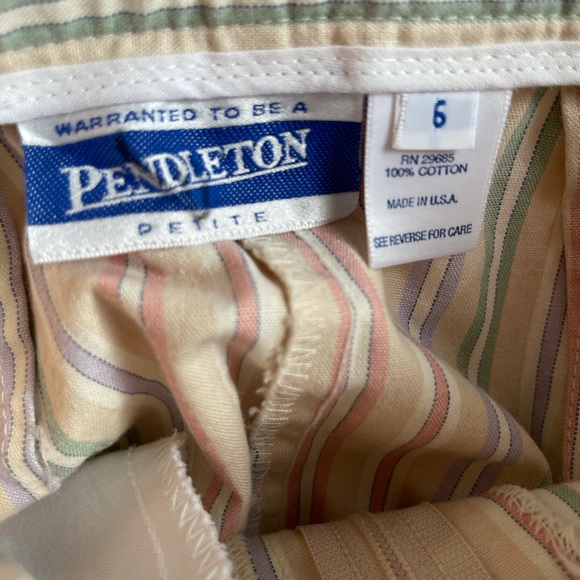 WARRANTED TO BE A
PENDLETON
PETITE
6
RN 29685
100% COTTON
MADE IN U.S.A.
SEE REVERSE FOR CARE